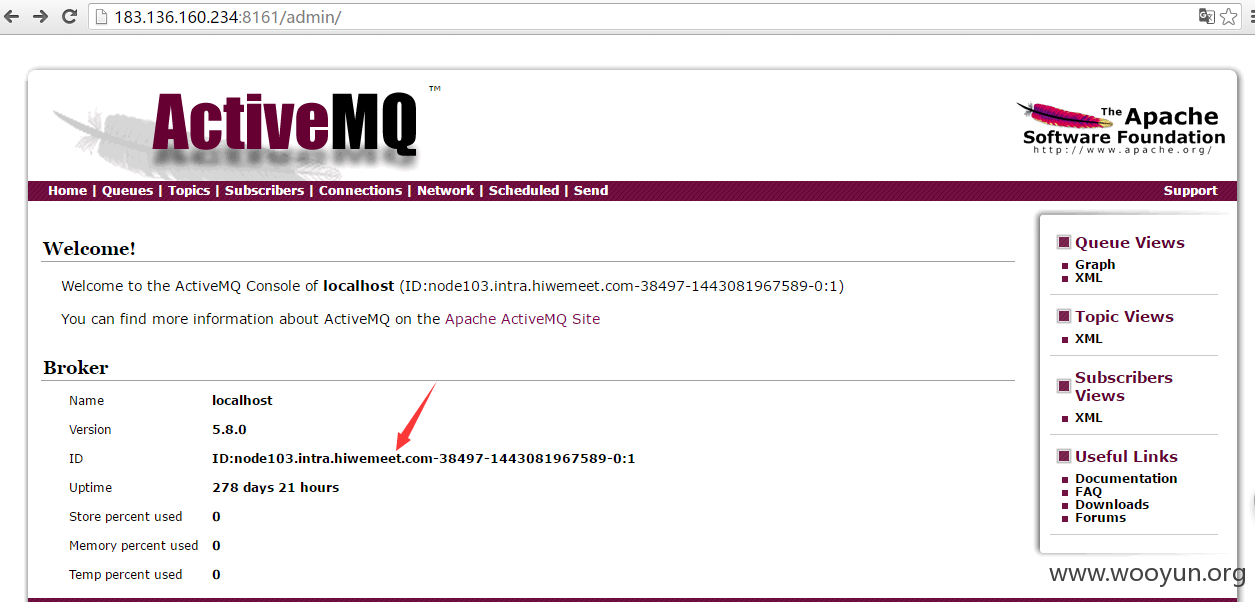 183.136.160.234:8161/admin/
ActiveMQ ™
The Apache
Software Foundation
http://www.apache.org/
Home | Queues | Topics | Subscribers | Connections | Network | Scheduled | Send
Support
Welcome!
Welcome to the ActiveMQ Console of localhost (ID:node103.intra.hiwemeet.com-38497-1443081967589-0:1)
You can find more information about ActiveMQ on the Apache ActiveMQ Site
Broker
Name localhost
Version 5.8.0
ID ID:node103.intra.hiwemeet.com-38497-1443081967589-0:1
Uptime 278 days 21 hours
Store percent used 0
Memory percent used 0
Temp percent used 0
Queue Views
Graph
XML
Topic Views
XML
Subscribers
Views
XML
Useful Links
Documentation
FAQ
Downloads
Forums
www.wooyun.org